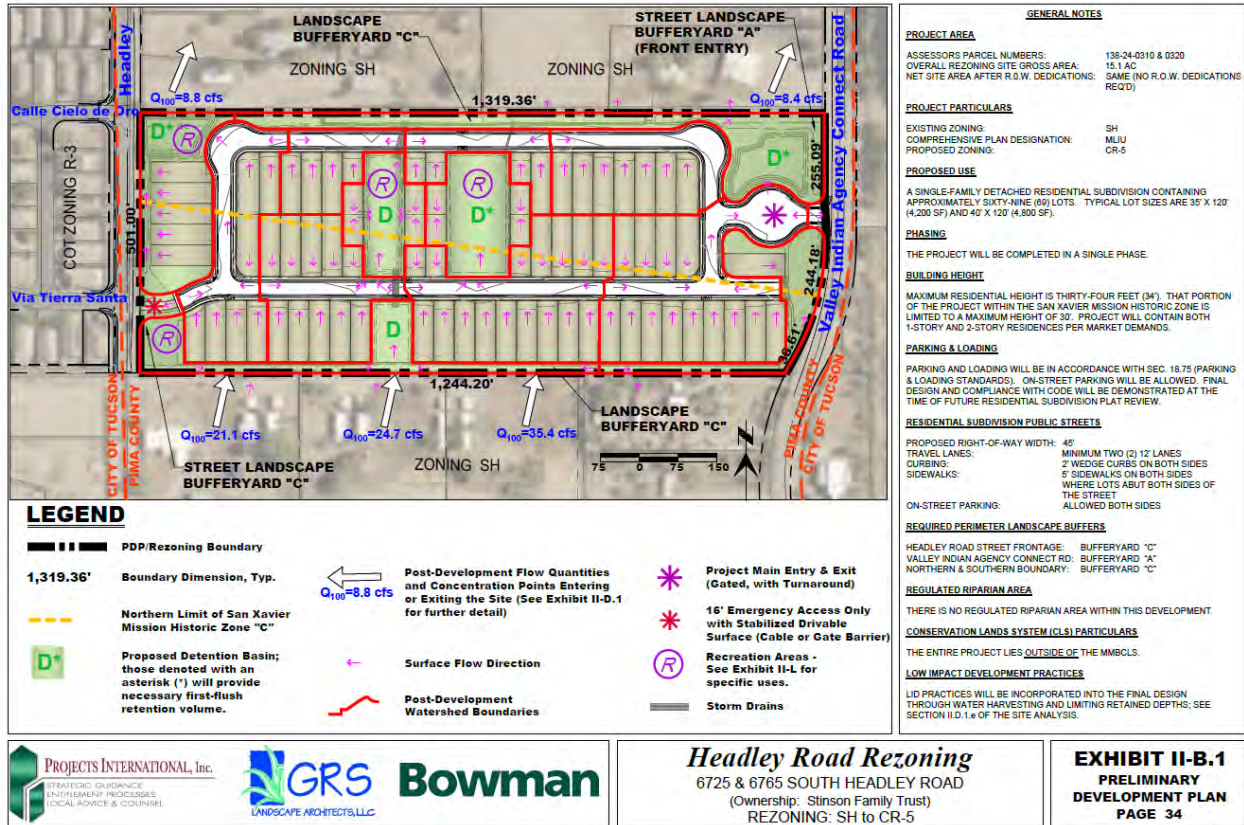 LANDSCAPE
BUFFERYARD "C"
STREET LANDSCAPE
BUFFERYARD "A"
(FRONT ENTRY)
Headley
ZONING SH
ZONING SH
Valley Indian Agency Connect Road
Q100=8.8 cfs
1,319.36'
Q100=8.4 cfs
Calle Cielo de Oro
D*
R
COT ZONING R-3
501.00'
R
D
R
D*
D*
255.09'
244.18'
Via Tierra Santa
R
D
36.61'
1,244.20'
Q100=21.1 cfs
Q100=24.7 cfs
Q100=35.4 cfs
LANDSCAPE
BUFFERYARD "C"
CITY OF TUCSON
PIMA COUNTY
STREET LANDSCAPE
BUFFERYARD "C"
ZONING SH
N
75 0 75 150
PIMA COUNTY
CITY OF TUCSON
LEGEND
PDP/Rezoning Boundary
1,319.36' Boundary Dimension, Typ.
Northern Limit of San Xavier
Mission Historic Zone "C"
D* Proposed Detention Basin;
those denoted with an
asterisk (*) will provide
necessary first-flush
retention volume.
Q100=8.8 cfs
Post-Development Flow Quantities
and Concentration Points Entering
or Exiting the Site (See Exhibit II-D.1
for further detail)
Surface Flow Direction
Post-Development
Watershed Boundaries
Project Main Entry & Exit
(Gated, with Turnaround)
16' Emergency Access Only
with Stabilized Drivable
Surface (Cable or Gate Barrier)
R Recreation Areas -
See Exhibit II-L for
specific uses.
Storm Drains
GENERAL NOTES
PROJECT AREA
ASSESSORS PARCEL NUMBERS: 138-24-0310 & 0320
OVERALL REZONING SITE GROSS AREA: 15.1 AC
NET SITE AREA AFTER R.O.W. DEDICATIONS: SAME (NO R.O.W. DEDICATIONS
REQ'D)
PROJECT PARTICULARS
EXISTING ZONING: SH
COMPREHENSIVE PLAN DESIGNATION: MLIU
PROPOSED ZONING: CR-5
PROPOSED USE
A SINGLE-FAMILY DETACHED RESIDENTIAL SUBDIVISION CONTAINING
APPROXIMATELY SIXTY-NINE (69) LOTS. TYPICAL LOT SIZES ARE 35' X 120'
(4,200 SF) AND 40' X 120' (4,800 SF).
PHASING
THE PROJECT WILL BE COMPLETED IN A SINGLE PHASE.
BUILDING HEIGHT
MAXIMUM RESIDENTIAL HEIGHT IS THIRTY-FOUR FEET (34'). THAT PORTION
OF THE PROJECT WITHIN THE SAN XAVIER MISSION HISTORIC ZONE IS
LIMITED TO A MAXIMUM HEIGHT OF 30'. PROJECT WILL CONTAIN BOTH
1-STORY AND 2-STORY RESIDENCES PER MARKET DEMANDS.
PARKING & LOADING
PARKING AND LOADING WILL BE IN ACCORDANCE WITH SEC. 18.75 (PARKING
& LOADING STANDARDS). ON-STREET PARKING WILL BE ALLOWED. FINAL
DESIGN AND COMPLIANCE WITH CODE WILL BE DEMONSTRATED AT THE
TIME OF FUTURE RESIDENTIAL SUBDIVISION PLAT REVIEW.
RESIDENTIAL SUBDIVISION PUBLIC STREETS
PROPOSED RIGHT-OF-WAY WIDTH: 45'
TRAVEL LANES: MINIMUM TWO (2) 12' LANES
CURBING: 2' WEDGE CURBS ON BOTH SIDES
SIDEWALKS: 5' SIDEWALKS ON BOTH SIDES
WHERE LOTS ABUT BOTH SIDES OF
THE STREET
ON-STREET PARKING: ALLOWED BOTH SIDES
REQUIRED PERIMETER LANDSCAPE BUFFERS
HEADLEY ROAD STREET FRONTAGE: BUFFERYARD "C"
VALLEY INDIAN AGENCY CONNECT RD: BUFFERYARD "A"
NORTHERN & SOUTHERN BOUNDARY: BUFFERYARD "C"
REGULATED RIPARIAN AREA
THERE IS NO REGULATED RIPARIAN AREA WITHIN THIS DEVELOPMENT.
CONSERVATION LANDS SYSTEM (CLS) PARTICULARS
THE ENTIRE PROJECT LIES OUTSIDE OF THE MMBCLS.
LOW IMPACT DEVELOPMENT PRACTICES
LID PRACTICES WILL BE INCORPORATED INTO THE FINAL DESIGN
THROUGH WATER HARVESTING AND LIMITING RETAINED DEPTHS; SEE
SECTION II.D.1.e OF THE SITE ANALYSIS.
PROJECTS INTERNATIONAL, Inc.
STRATEGIC GUIDANCE
ENTITLEMENT PROCESSES
LOCAL ADVICE & COUNSEL
GRS
LANDSCAPE ARCHITECTS, LLC
Bowman
Headley Road Rezoning
6725 & 6765 SOUTH HEADLEY ROAD
(Ownership: Stinson Family Trust)
REZONING: SH to CR-5
EXHIBIT II-B.1
PRELIMINARY
DEVELOPMENT PLAN
PAGE 34